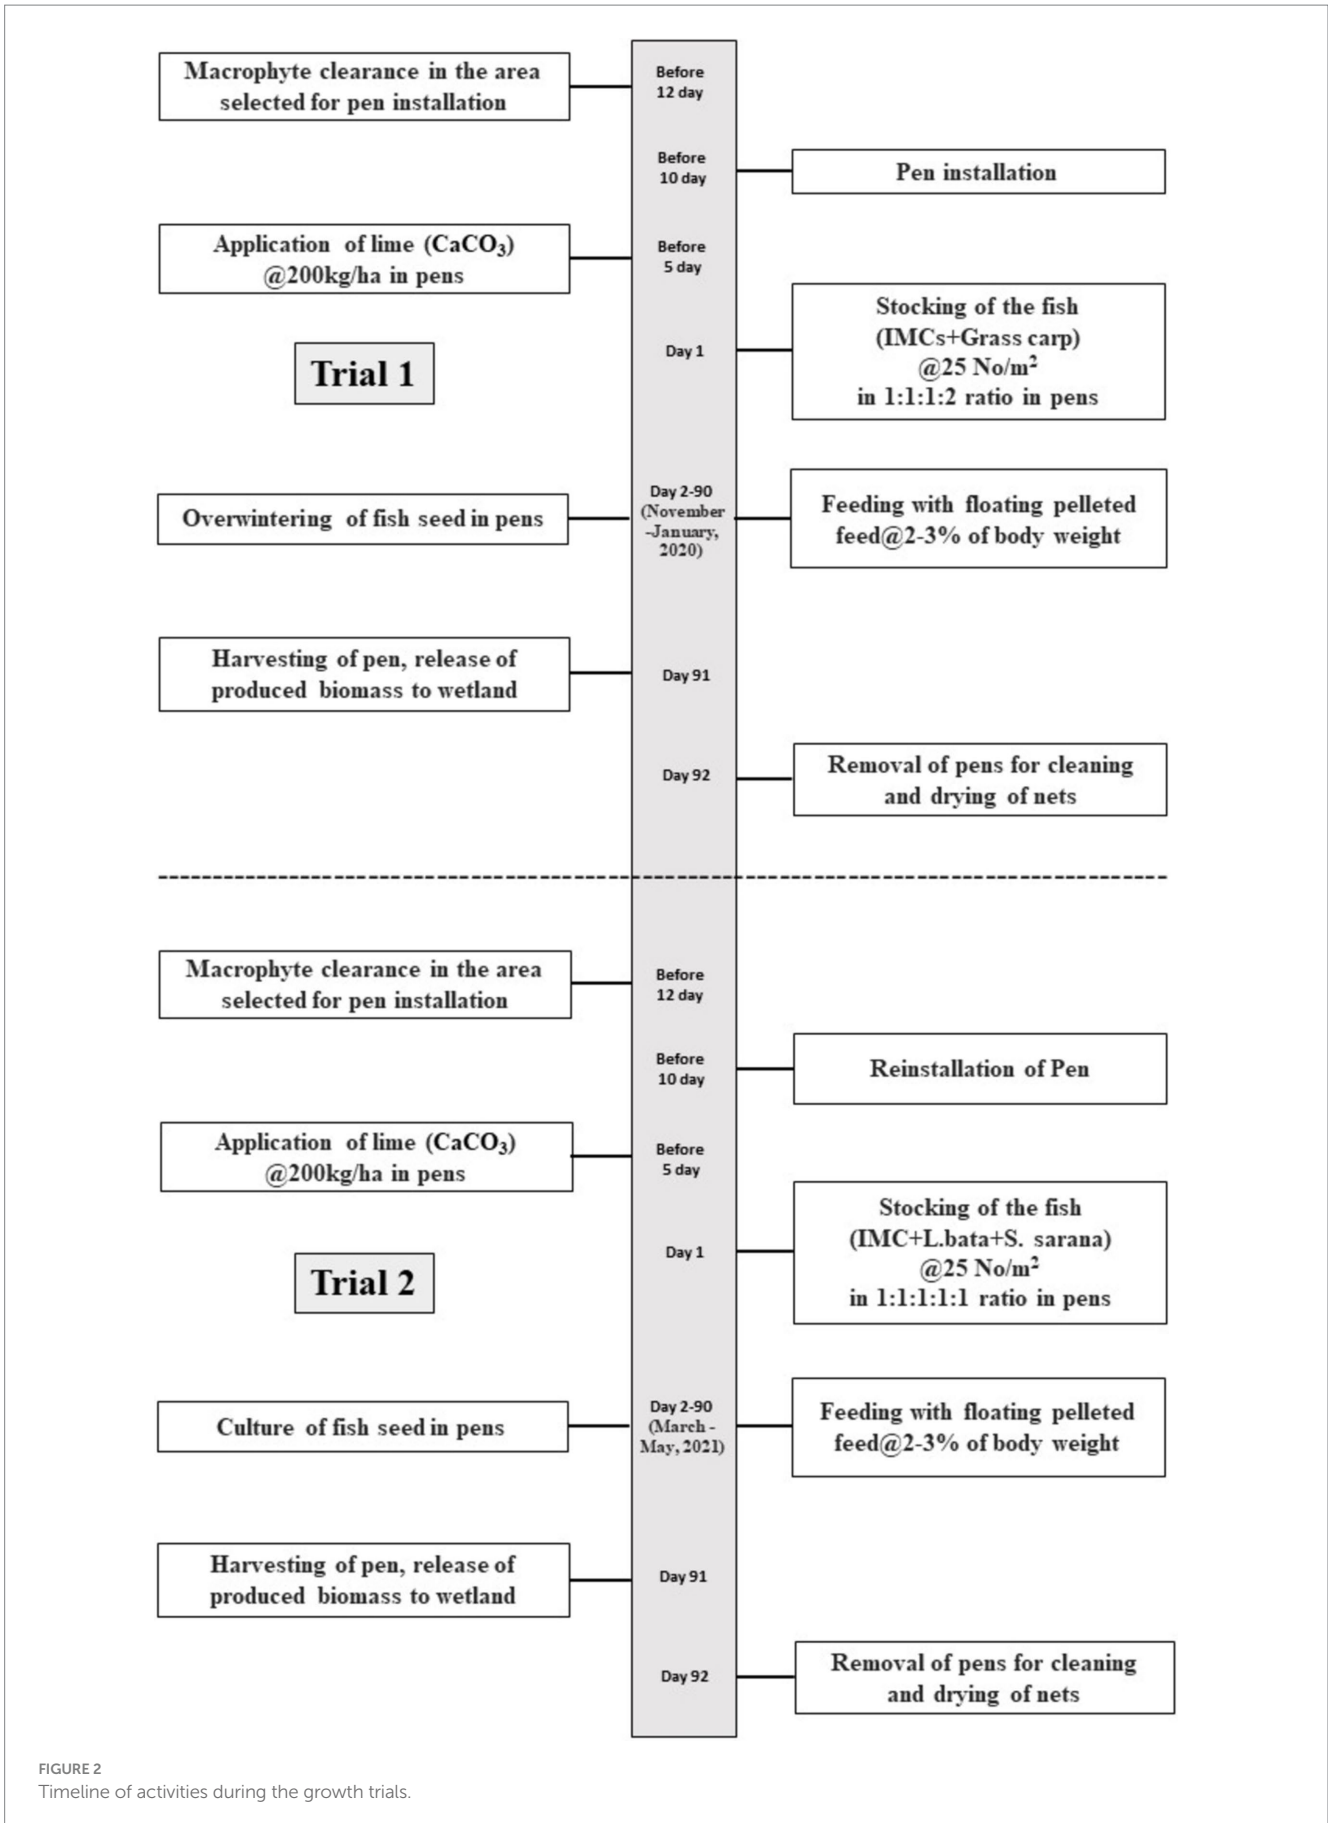 Macrophyte clearance in the area
selected for pen installation
Before
12 day
Before
10 day
Pen installation
Application of lime (CaCO₃)
@200kg/ha in pens
Before
5 day
Stocking of the fish
(IMCs+Grass carp)
@25 No/m²
in 1:1:1:2 ratio in pens
Day 1
Trial 1
Overwintering of fish seed in pens
Day 2-90
(November
-January,
2020)
Feeding with floating pelleted
feed@2-3% of body weight
Harvesting of pen, release of
produced biomass to wetland
Day 91
Day 92
Removal of pens for cleaning
and drying of nets
Macrophyte clearance in the area
selected for pen installation
Before
12 day
Before
10 day
Reinstallation of Pen
Application of lime (CaCO₃)
@200kg/ha in pens
Before
5 day
Stocking of the fish
(IMC+L.bata+S. sarana)
@25 No/m²
in 1:1:1:1:1 ratio in pens
Day 1
Trial 2
Culture of fish seed in pens
Day 2-90
(March -
May, 2021)
Feeding with floating pelleted
feed@2-3% of body weight
Harvesting of pen, release of
produced biomass to wetland
Day 91
Day 92
Removal of pens for cleaning
and drying of nets
FIGURE 2
Timeline of activities during the growth trials.